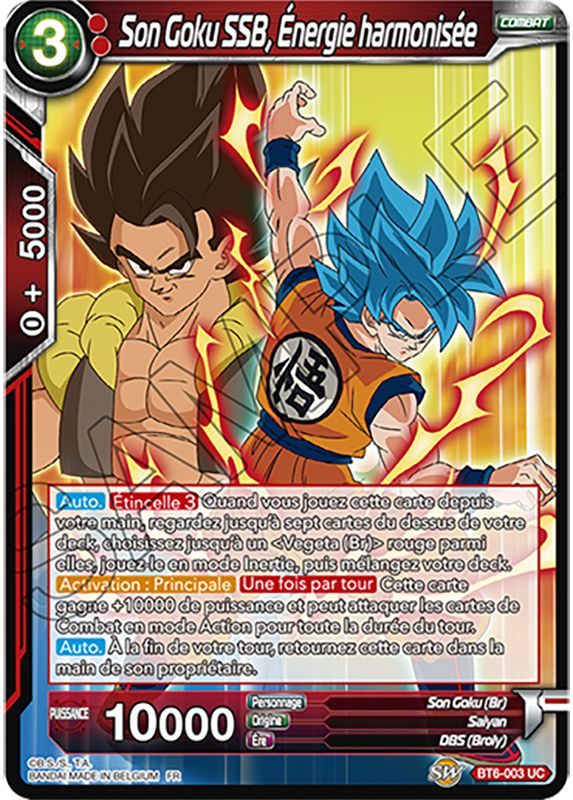 3
Son Goku SSB, Énergie harmonisée
COMBAT
0 + 5000
悟
SAMPLE
Auto. Étincelle 3 Quand vous jouez cette carte depuis
votre main, regardez jusqu'à sept cartes du dessus de votre
deck, choisissez jusqu'à un <Vegeta (Br)> rouge parmi
elles, jouez-le en mode Inertie, puis mélangez votre deck.
Activation : Principale Une fois par tour Cette carte
gagne +10000 de puissance et peut attaquer les cartes de
Combat en mode Action pour toute la durée du tour.
Auto. À la fin de votre tour, retournez cette carte dans la
main de son propriétaire.
PUISSANCE 10000
Personnage Son Goku (Br)
Origine Saiyan
Ère DBS (Broly)
©B.S./S., T.A.
BANDAI MADE IN BELGIUM FR
SW BT6-003 UC